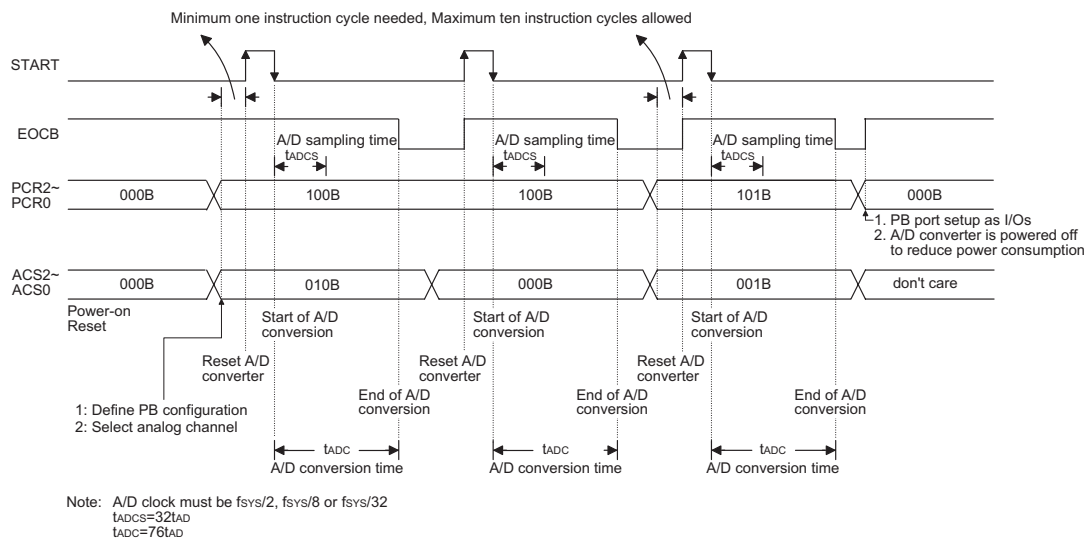 Minimum one instruction cycle needed, Maximum ten instruction cycles allowed
START
EOCB
A/D sampling time
tADCS
A/D sampling time
tADCS
A/D sampling time
tADCS
PCR2~
PCR0
000B
100B
100B
101B
000B
1. PB port setup as I/Os
2. A/D converter is powered off
to reduce power consumption
ACS2~
ACS0
000B
010B
000B
001B
don't care
Power-on
Reset
Start of A/D
conversion
Start of A/D
conversion
Start of A/D
conversion
Reset A/D
converter
Reset A/D
converter
Reset A/D
converter
1: Define PB configuration
2: Select analog channel
End of A/D
conversion
End of A/D
conversion
End of A/D
conversion
tADC
A/D conversion time
tADC
A/D conversion time
tADC
A/D conversion time
Note: A/D clock must be fSYS/2, fSYS/8 or fSYS/32
tADCS=32tAD
tADC=76tAD